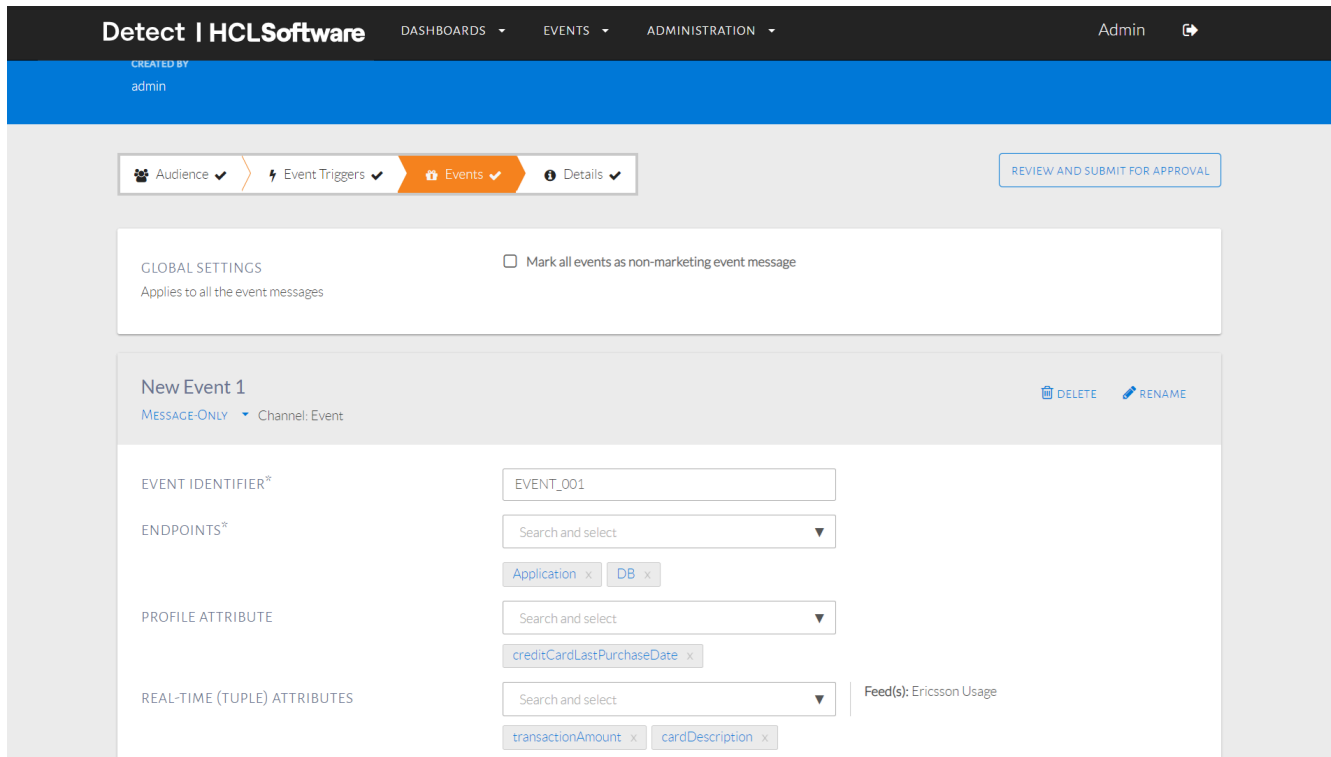 Detect | HCLSoftware DASHBOARDS EVENTS ADMINISTRATION Admin
CREATED BY
admin
Audience Event Triggers Events Details REVIEW AND SUBMIT FOR APPROVAL
GLOBAL SETTINGS Mark all events as non-marketing event message
Applies to all the event messages
New Event 1 DELETE RENAME
MESSAGE-ONLY Channel: Event
EVENT IDENTIFIER* EVENT_001
ENDPOINTS* Search and select
Application x DB x
PROFILE ATTRIBUTE Search and select
creditCardLastPurchaseDate x
REAL-TIME (TUPLE) ATTRIBUTES Search and select Feed(s): Ericsson Usage
transactionAmount x cardDescription x